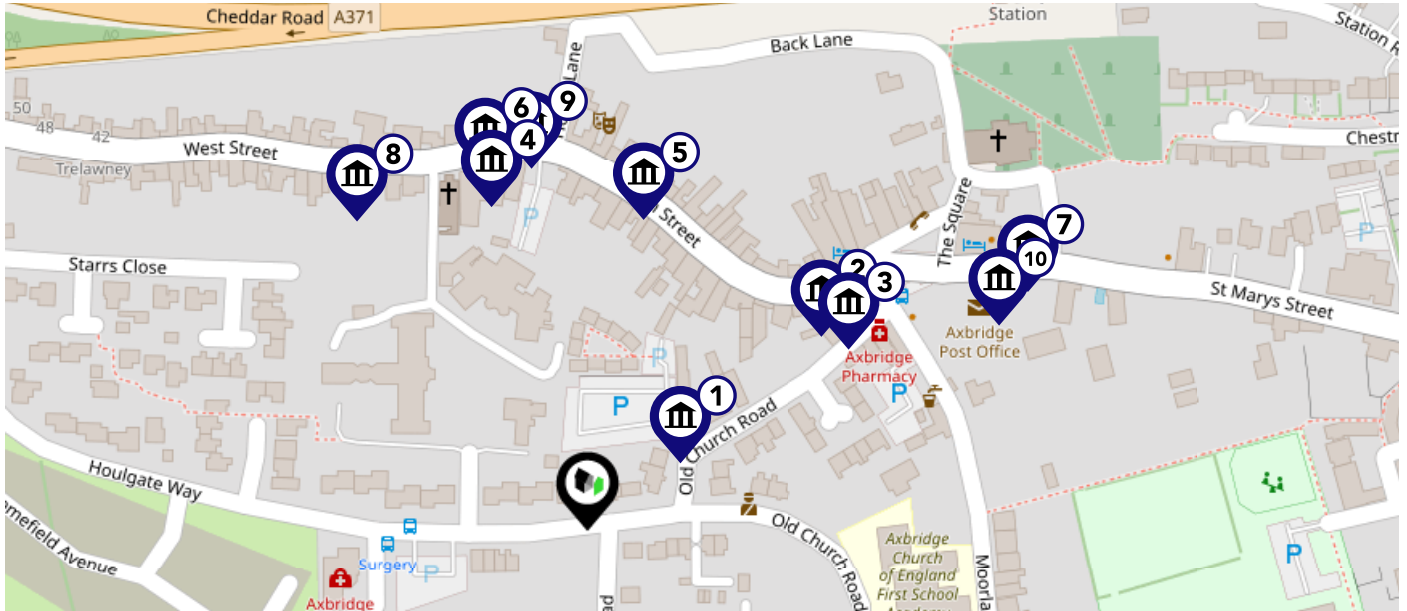 Cheddar Road
A371
Station
Station R
Lane
Back Lane
50
48
42
West Street
Trelawney
6
9
4
8
5
Street
Chestn
The Square
7
10
2
3
P
P
Starrs Close
St Marys Street
Axbridge
Post Office
Axbridge
Pharmacy
P
P
P
1
Church Road
Old
Houlgate Way
omefield Avenue
Surgery
P
Axbridge
Old Church Road
Axbridge
Church
of England
First School
Academy
Moorla
P